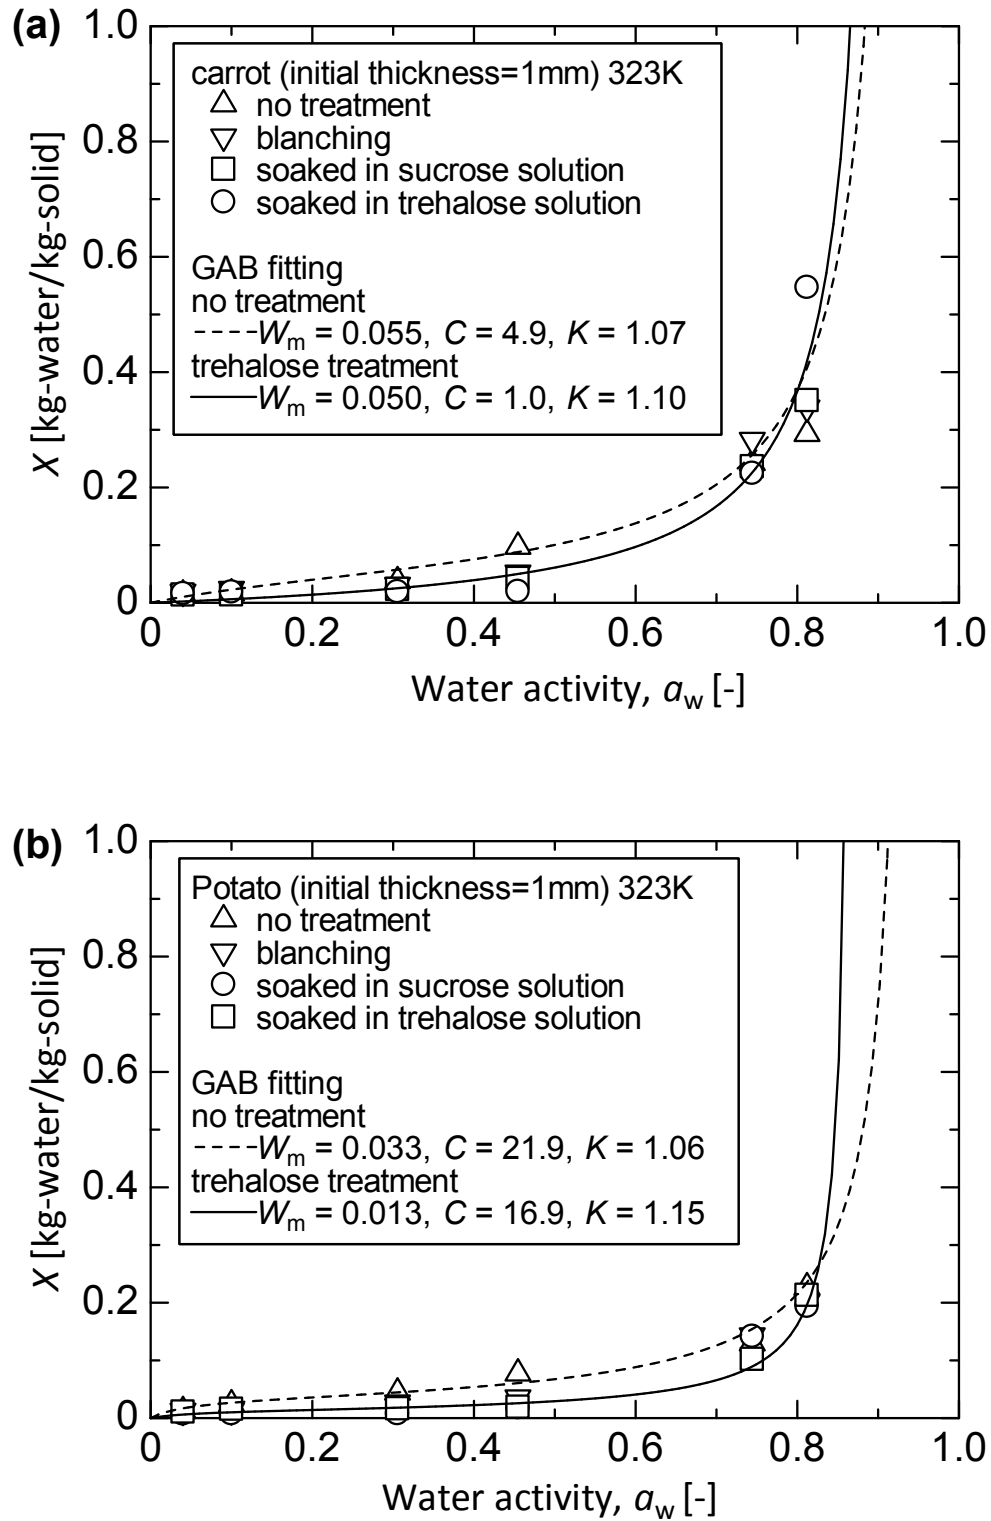 (a)
1.0
0.8
0.6
0.4
0.2
0
X [kg-water/kg-solid]
carrot (initial thickness=1mm) 323K
no treatment
blanching
soaked in sucrose solution
soaked in trehalose solution
GAB fitting
no treatment
Wm = 0.055, C = 4.9, K = 1.07
trehalose treatment
Wm = 0.050, C = 1.0, K = 1.10
0 0.2 0.4 0.6 0.8 1.0
Water activity, aw [-]
(b)
1.0
0.8
0.6
0.4
0.2
0
X [kg-water/kg-solid]
Potato (initial thickness=1mm) 323K
no treatment
blanching
soaked in sucrose solution
soaked in trehalose solution
GAB fitting
no treatment
Wm = 0.033, C = 21.9, K = 1.06
trehalose treatment
Wm = 0.013, C = 16.9, K = 1.15
0 0.2 0.4 0.6 0.8 1.0
Water activity, aw [-]